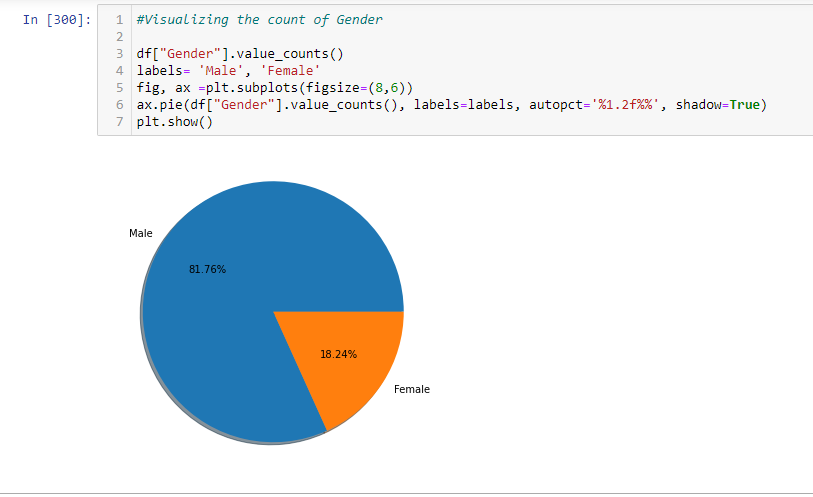 In [300]:
1 #Visualizing the count of Gender
2
3 df["Gender"].value_counts()
4 labels= 'Male', 'Female'
5 fig, ax =plt.subplots(figsize=(8,6))
6 ax.pie(df["Gender"].value_counts(), labels=labels, autopct='%1.2f%%', shadow=True)
7 plt.show()
Male
81.76%
18.24%
Female